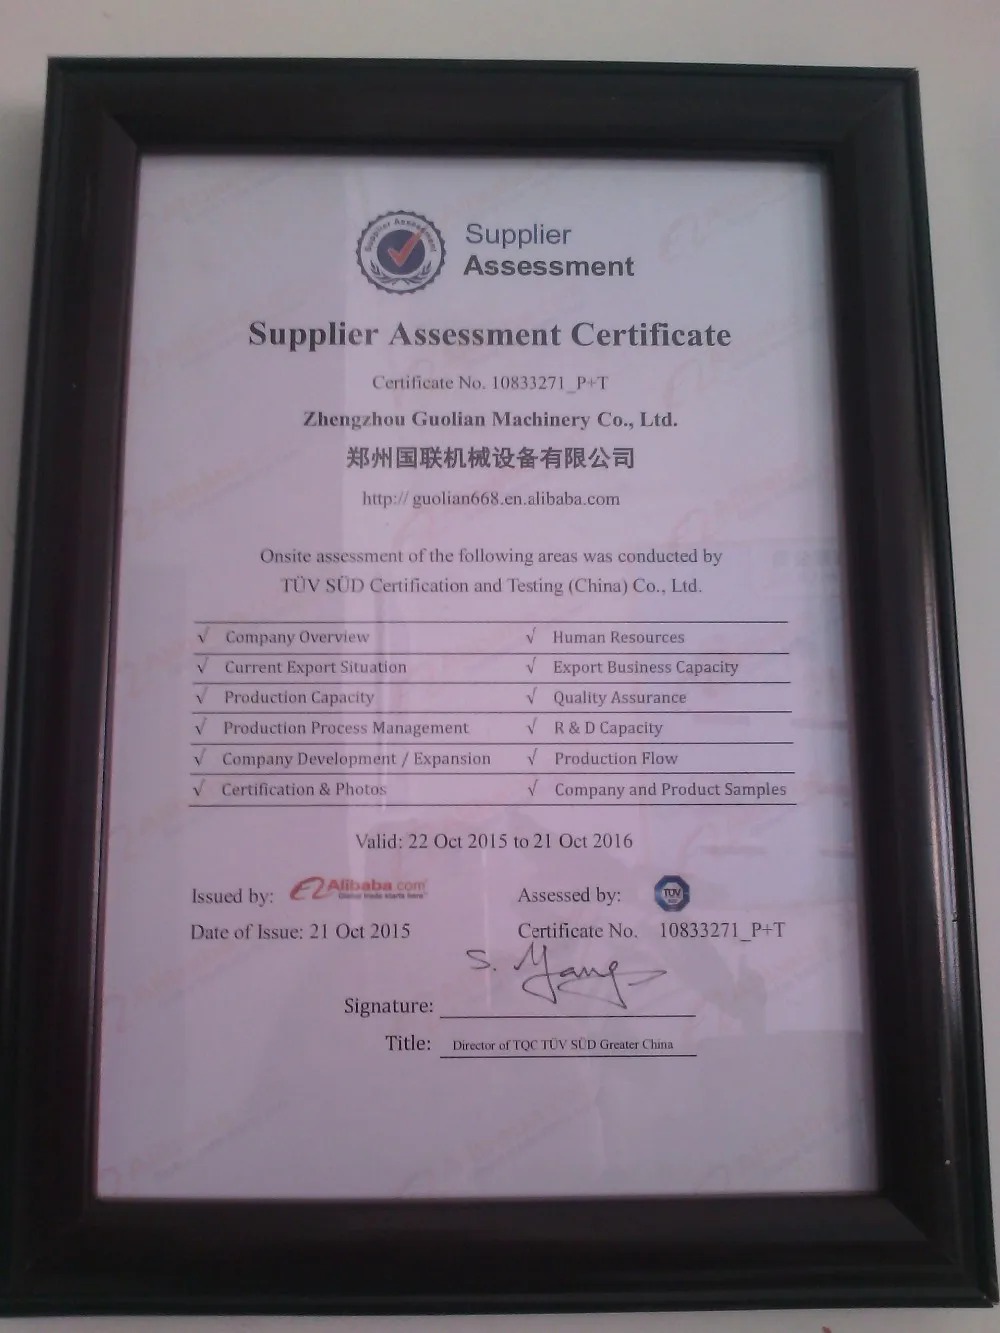 Supplier Assessment
Supplier
Assessment
Supplier Assessment Certificate
Certificate No. 10833271_P+T
Zhengzhou Guolian Machinery Co., Ltd.
郑州国联机械设备有限公司
http:// guolian668.en.alibaba.com
Onsite assessment of the following areas was conducted by
TÜV SÜD Certification and Testing (China) Co., Ltd.
√ Company Overview √ Human Resources
√ Current Export Situation √ Export Business Capacity
√ Production Capacity √ Quality Assurance
√ Production Process Management √ R & D Capacity
√ Company Development / Expansion √ Production Flow
√ Certification & Photos √ Company and Product Samples
Valid: 22 Oct 2015 to 21 Oct 2016
Issued by: Alibaba.com Assessed by: TÜV
Global trade starts here
Date of Issue: 21 Oct 2015 Certificate No. 10833271_P+T
S. Yang
Signature:
Title: Director of TQC TÜV SÜD Greater China